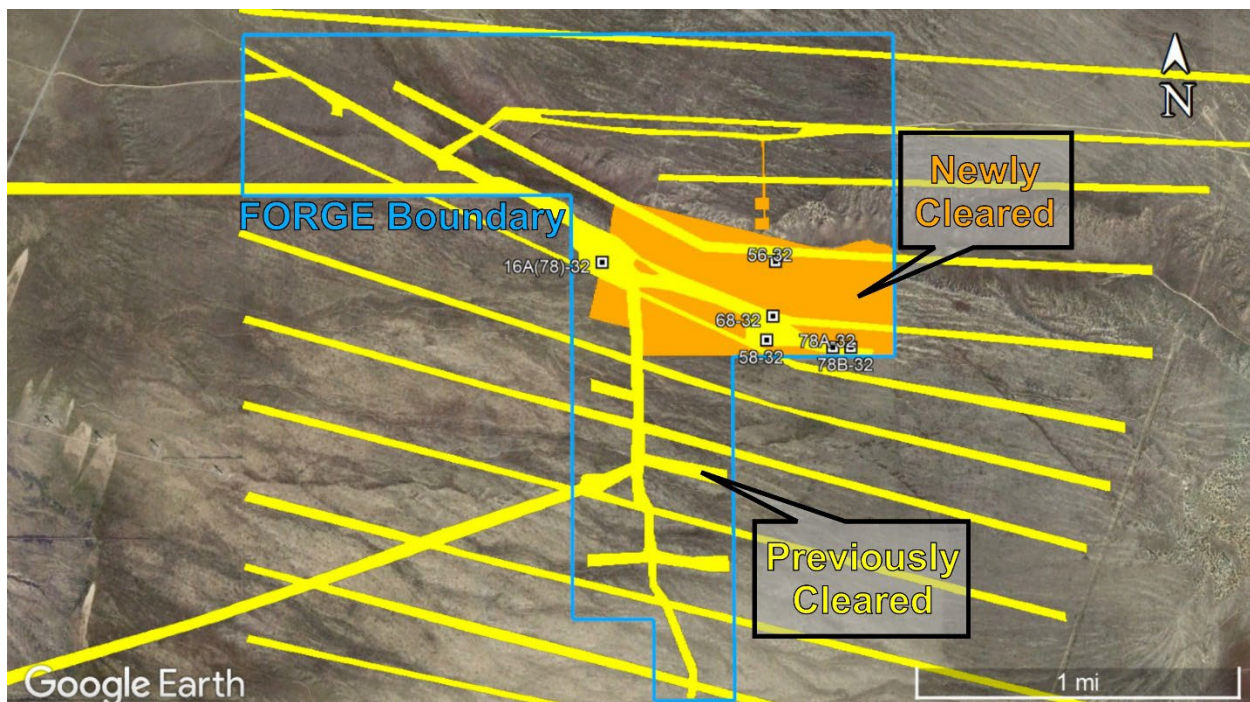 N
Newly
Cleared
FORGE Boundary
56-32
16A(78)-32
68-32
78A-32
58-32
78B-32
Previously
Cleared
Google Earth
1 mi